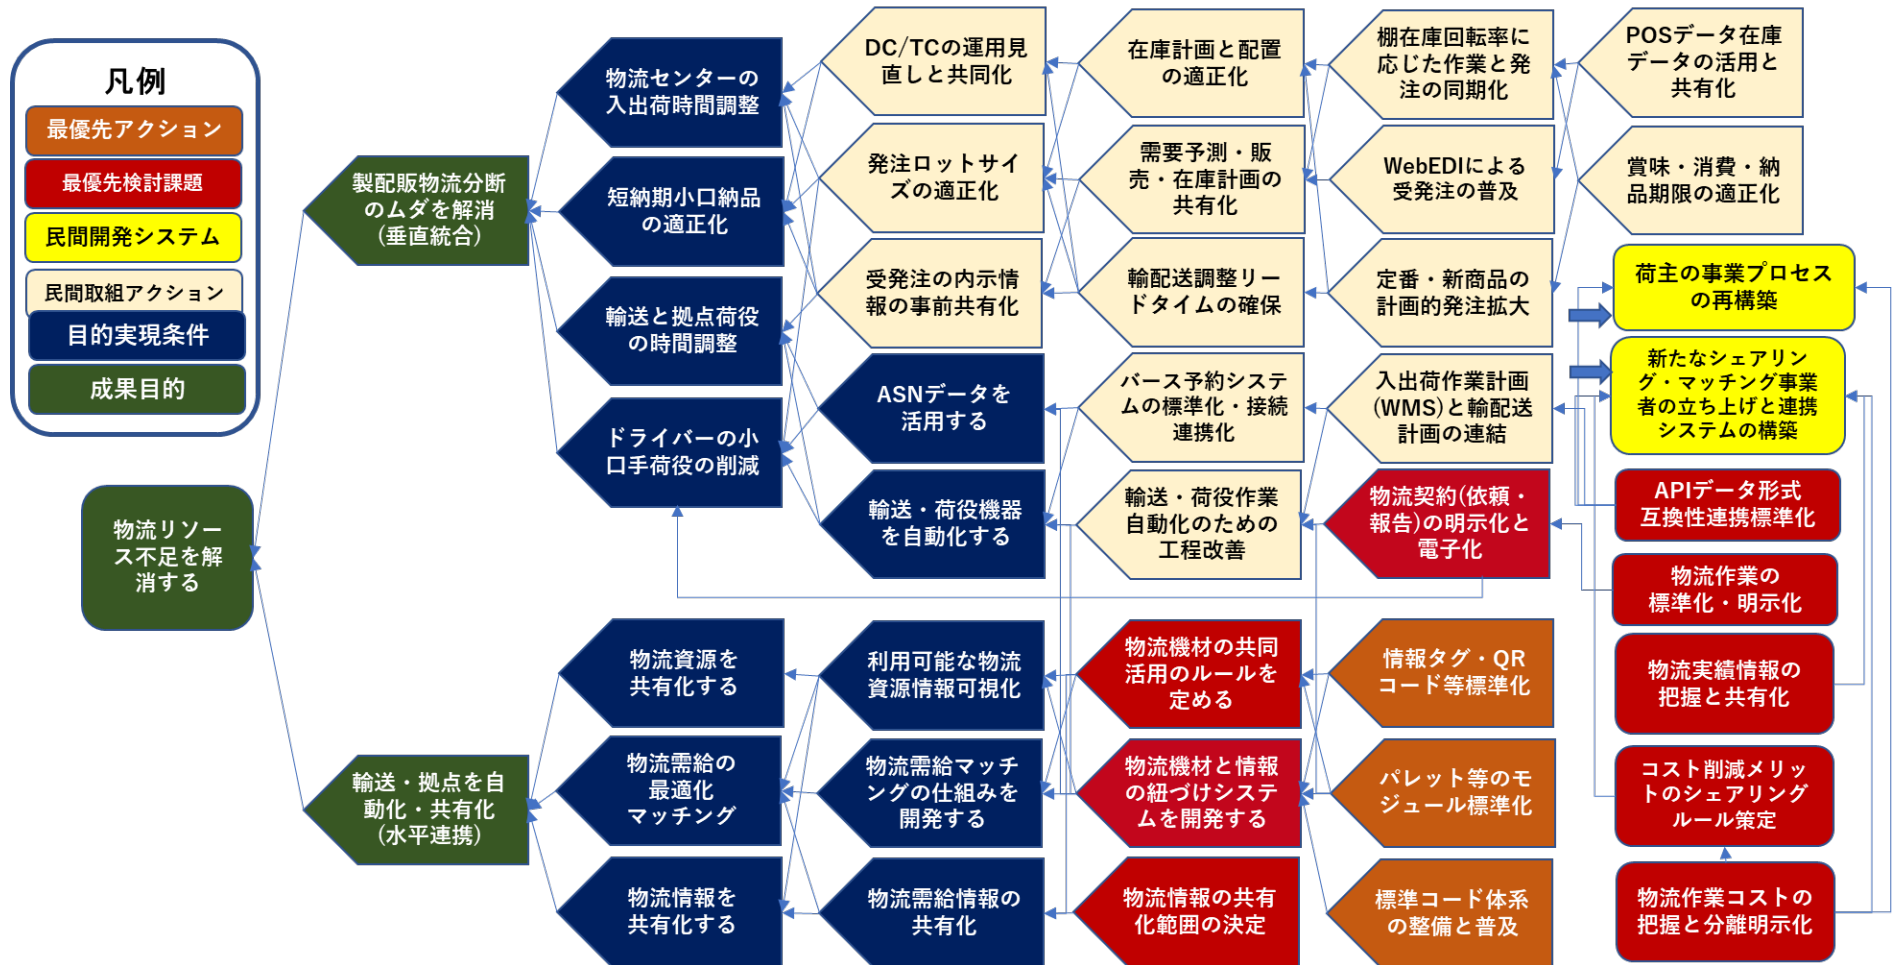 凡例
最優先アクション
最優先検討課題
民間開発システム
民間取組アクション
目的実現条件
成果目的
物流リソー
ス不足を解
消する
製配販物流分断
のムダを解消
(垂直統合)
輸送・拠点を自
動化・共有化
(水平連携)
物流センターの
入出荷時間調整
短納期小口納品
の適正化
輸送と拠点荷役
の時間調整
ドライバーの小
口手荷役の削減
物流資源を
共有化する
物流需給の
最適化
マッチング
物流情報を
共有化する
DC/TCの運用見
直しと共同化
発注ロットサイ
ズの適正化
受発注の内示情
報の事前共有化
ASNデータを
活用する
輸送・荷役機器
を自動化する
利用可能な物流
資源情報可視化
物流需給マッチ
ングの仕組みを
開発する
物流需給情報の
共有化
在庫計画と配置
の適正化
需要予測・販
売・在庫計画の
共有化
輸配送調整リー
ドタイムの確保
バース予約システ
ムの標準化・接続
連携化
輸送・荷役作業
自動化のための
工程改善
物流機材の共同
活用のルールを
定める
物流機材と情報
の紐づけシステ
ムを開発する
物流情報の共有
化範囲の決定
棚在庫回転率に
応じた作業と発
注の同期化
WebEDIによる
受発注の普及
定番・新商品の
計画的発注拡大
入出荷作業計画
(WMS)と輸配送
計画の連結
物流契約(依頼・
報告)の明示化と
電子化
情報タグ・QR
コード等標準化
パレット等のモ
ジュール標準化
標準コード体系
の整備と普及
POSデータ在庫
データの活用と
共有化
賞味・消費・納
品期限の適正化
荷主の事業プロセス
の再構築
新たなシェアリン
グ・マッチング事業
者の立ち上げと連携
システムの構築
APIデータ形式
互換性連携標準化
物流作業の
標準化・明示化
物流実績情報の
把握と共有化
コスト削減メリッ
トのシェアリング
ルール策定
物流作業コストの
把握と分離明示化